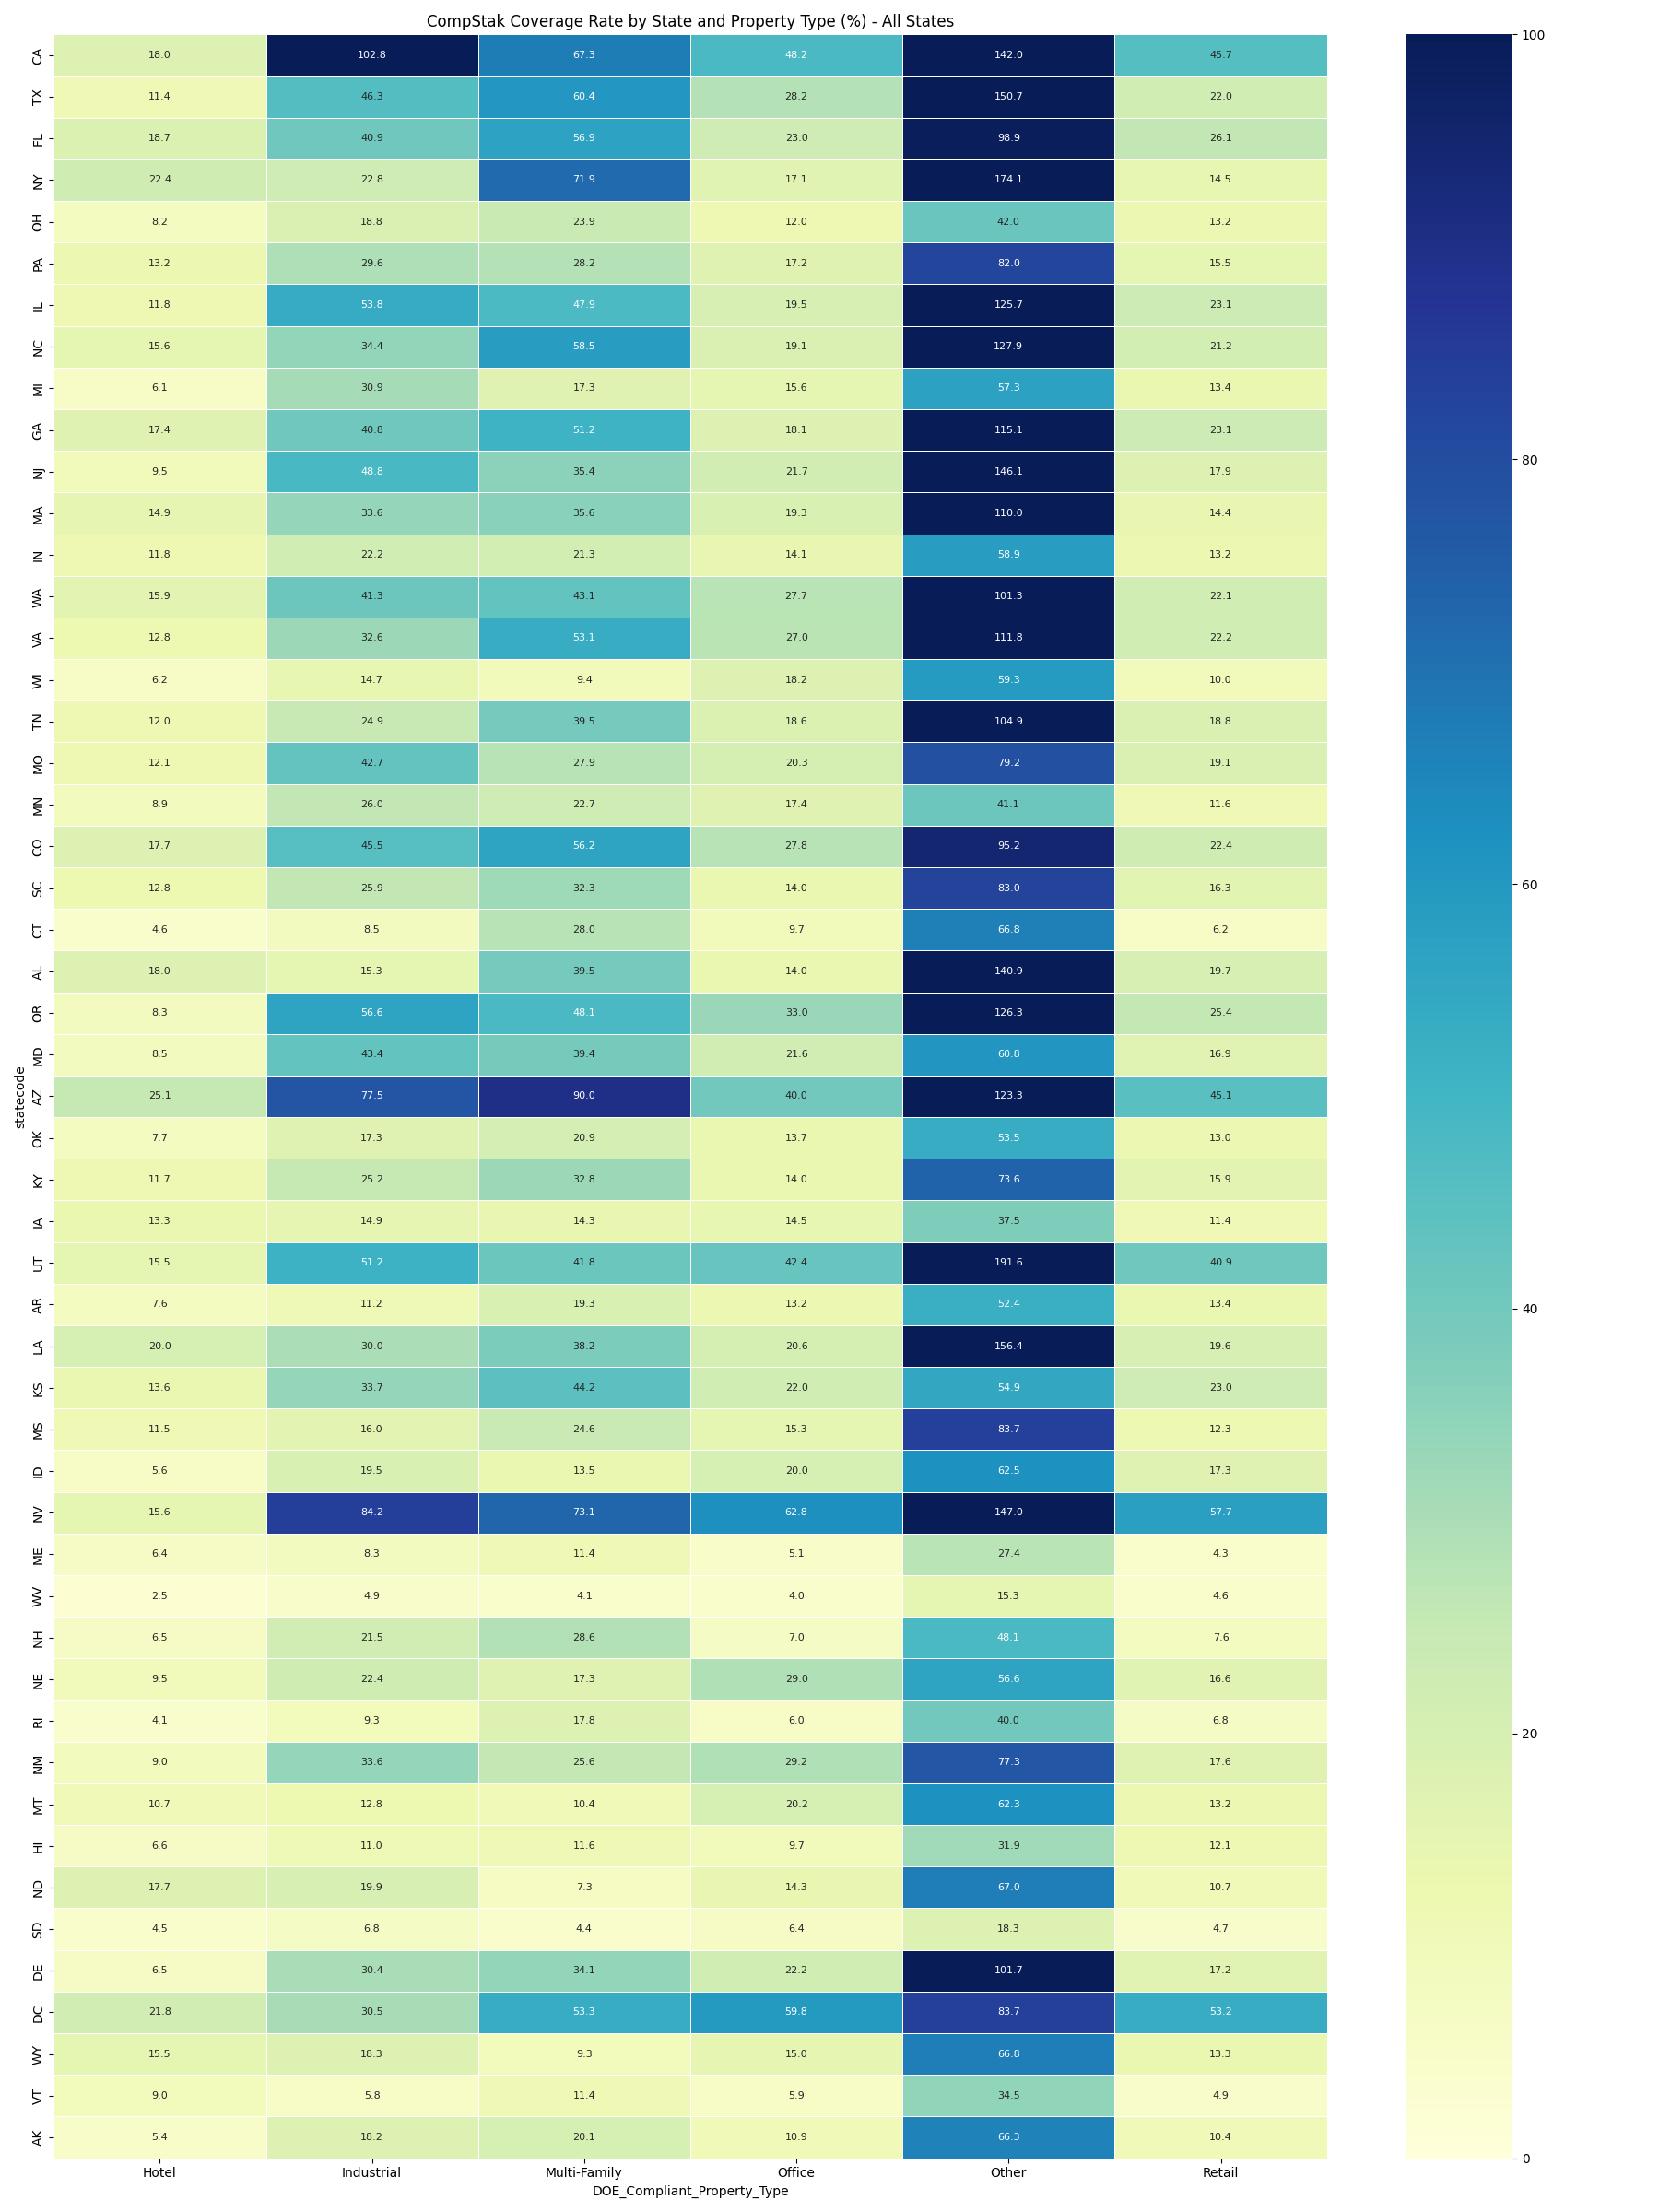 CompStak Coverage Rate by State and Property Type (%) - All States
CA 18.0 102.8 67.3 48.2 142.0 45.7
TX 11.4 46.3 60.4 28.2 150.7 22.0
FL 18.7 40.9 56.9 23.0 98.9 26.1
NY 22.4 22.8 71.9 17.1 174.1 14.5
OH 8.2 18.8 23.9 12.0 42.0 13.2
PA 13.2 29.6 28.2 17.2 82.0 15.5
IL 11.8 53.8 47.9 19.5 125.7 23.1
NC 15.6 34.4 58.5 19.1 127.9 21.2
MI 6.1 30.9 17.3 15.6 57.3 13.4
GA 17.4 40.8 51.2 18.1 115.1 23.1
NJ 9.5 48.8 35.4 21.7 146.1 17.9
MA 14.9 33.6 35.6 19.3 110.0 14.4
IN 11.8 22.2 21.3 14.1 58.9 13.2
WA 15.9 41.3 43.1 27.7 101.3 22.1
VA 12.8 32.6 53.1 27.0 111.8 22.2
WI 6.2 14.7 9.4 18.2 59.3 10.0
TN 12.0 24.9 39.5 18.6 104.9 18.8
MO 12.1 42.7 27.9 20.3 79.2 19.1
MN 8.9 26.0 22.7 17.4 41.1 11.6
CO 17.7 45.5 56.2 27.8 95.2 22.4
SC 12.8 25.9 32.3 14.0 83.0 16.3
CT 4.6 8.5 28.0 9.7 66.8 6.2
AL 18.0 15.3 39.5 14.0 140.9 19.7
OR 8.3 56.6 48.1 33.0 126.3 25.4
MD 8.5 43.4 39.4 21.6 60.8 16.9
AZ 25.1 77.5 90.0 40.0 123.3 45.1
OK 7.7 17.3 20.9 13.7 53.5 13.0
KY 11.7 25.2 32.8 14.0 73.6 15.9
IA 13.3 14.9 14.3 14.5 37.5 11.4
UT 15.5 51.2 41.8 42.4 191.6 40.9
AR 7.6 11.2 19.3 13.2 52.4 13.4
LA 20.0 30.0 38.2 20.6 156.4 19.6
KS 13.6 33.7 44.2 22.0 54.9 23.0
MS 11.5 16.0 24.6 15.3 83.7 12.3
ID 5.6 19.5 13.5 20.0 62.5 17.3
NV 15.6 84.2 73.1 62.8 147.0 57.7
ME 6.4 8.3 11.4 5.1 27.4 4.3
WV 2.5 4.9 4.1 4.0 15.3 4.6
NH 6.5 21.5 28.6 7.0 48.1 7.6
NE 9.5 22.4 17.3 29.0 56.6 16.6
RI 4.1 9.3 17.8 6.0 40.0 6.8
NM 9.0 33.6 25.6 29.2 77.3 17.6
MT 10.7 12.8 10.4 20.2 62.3 13.2
HI 6.6 11.0 11.6 9.7 31.9 12.1
ND 17.7 19.9 7.3 14.3 67.0 10.7
SD 4.5 6.8 4.4 6.4 18.3 4.7
DE 6.5 30.4 34.1 22.2 101.7 17.2
DC 21.8 30.5 53.3 59.8 83.7 53.2
WY 15.5 18.3 9.3 15.0 66.8 13.3
VT 9.0 5.8 11.4 5.9 34.5 4.9
AK 5.4 18.2 20.1 10.9 66.3 10.4
statecode
Hotel Industrial Multi-Family Office Other Retail
DOE_Compliant_Property_Type
100
80
60
40
20
0